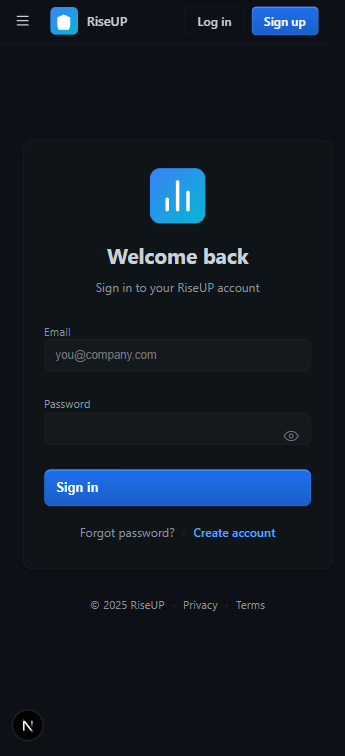 RiseUP Log in Sign up
Welcome back
Sign in to your RiseUP account
Email
you@company.com
Password
Sign in
Forgot password? · Create account
© 2025 RiseUP · Privacy · Terms
N